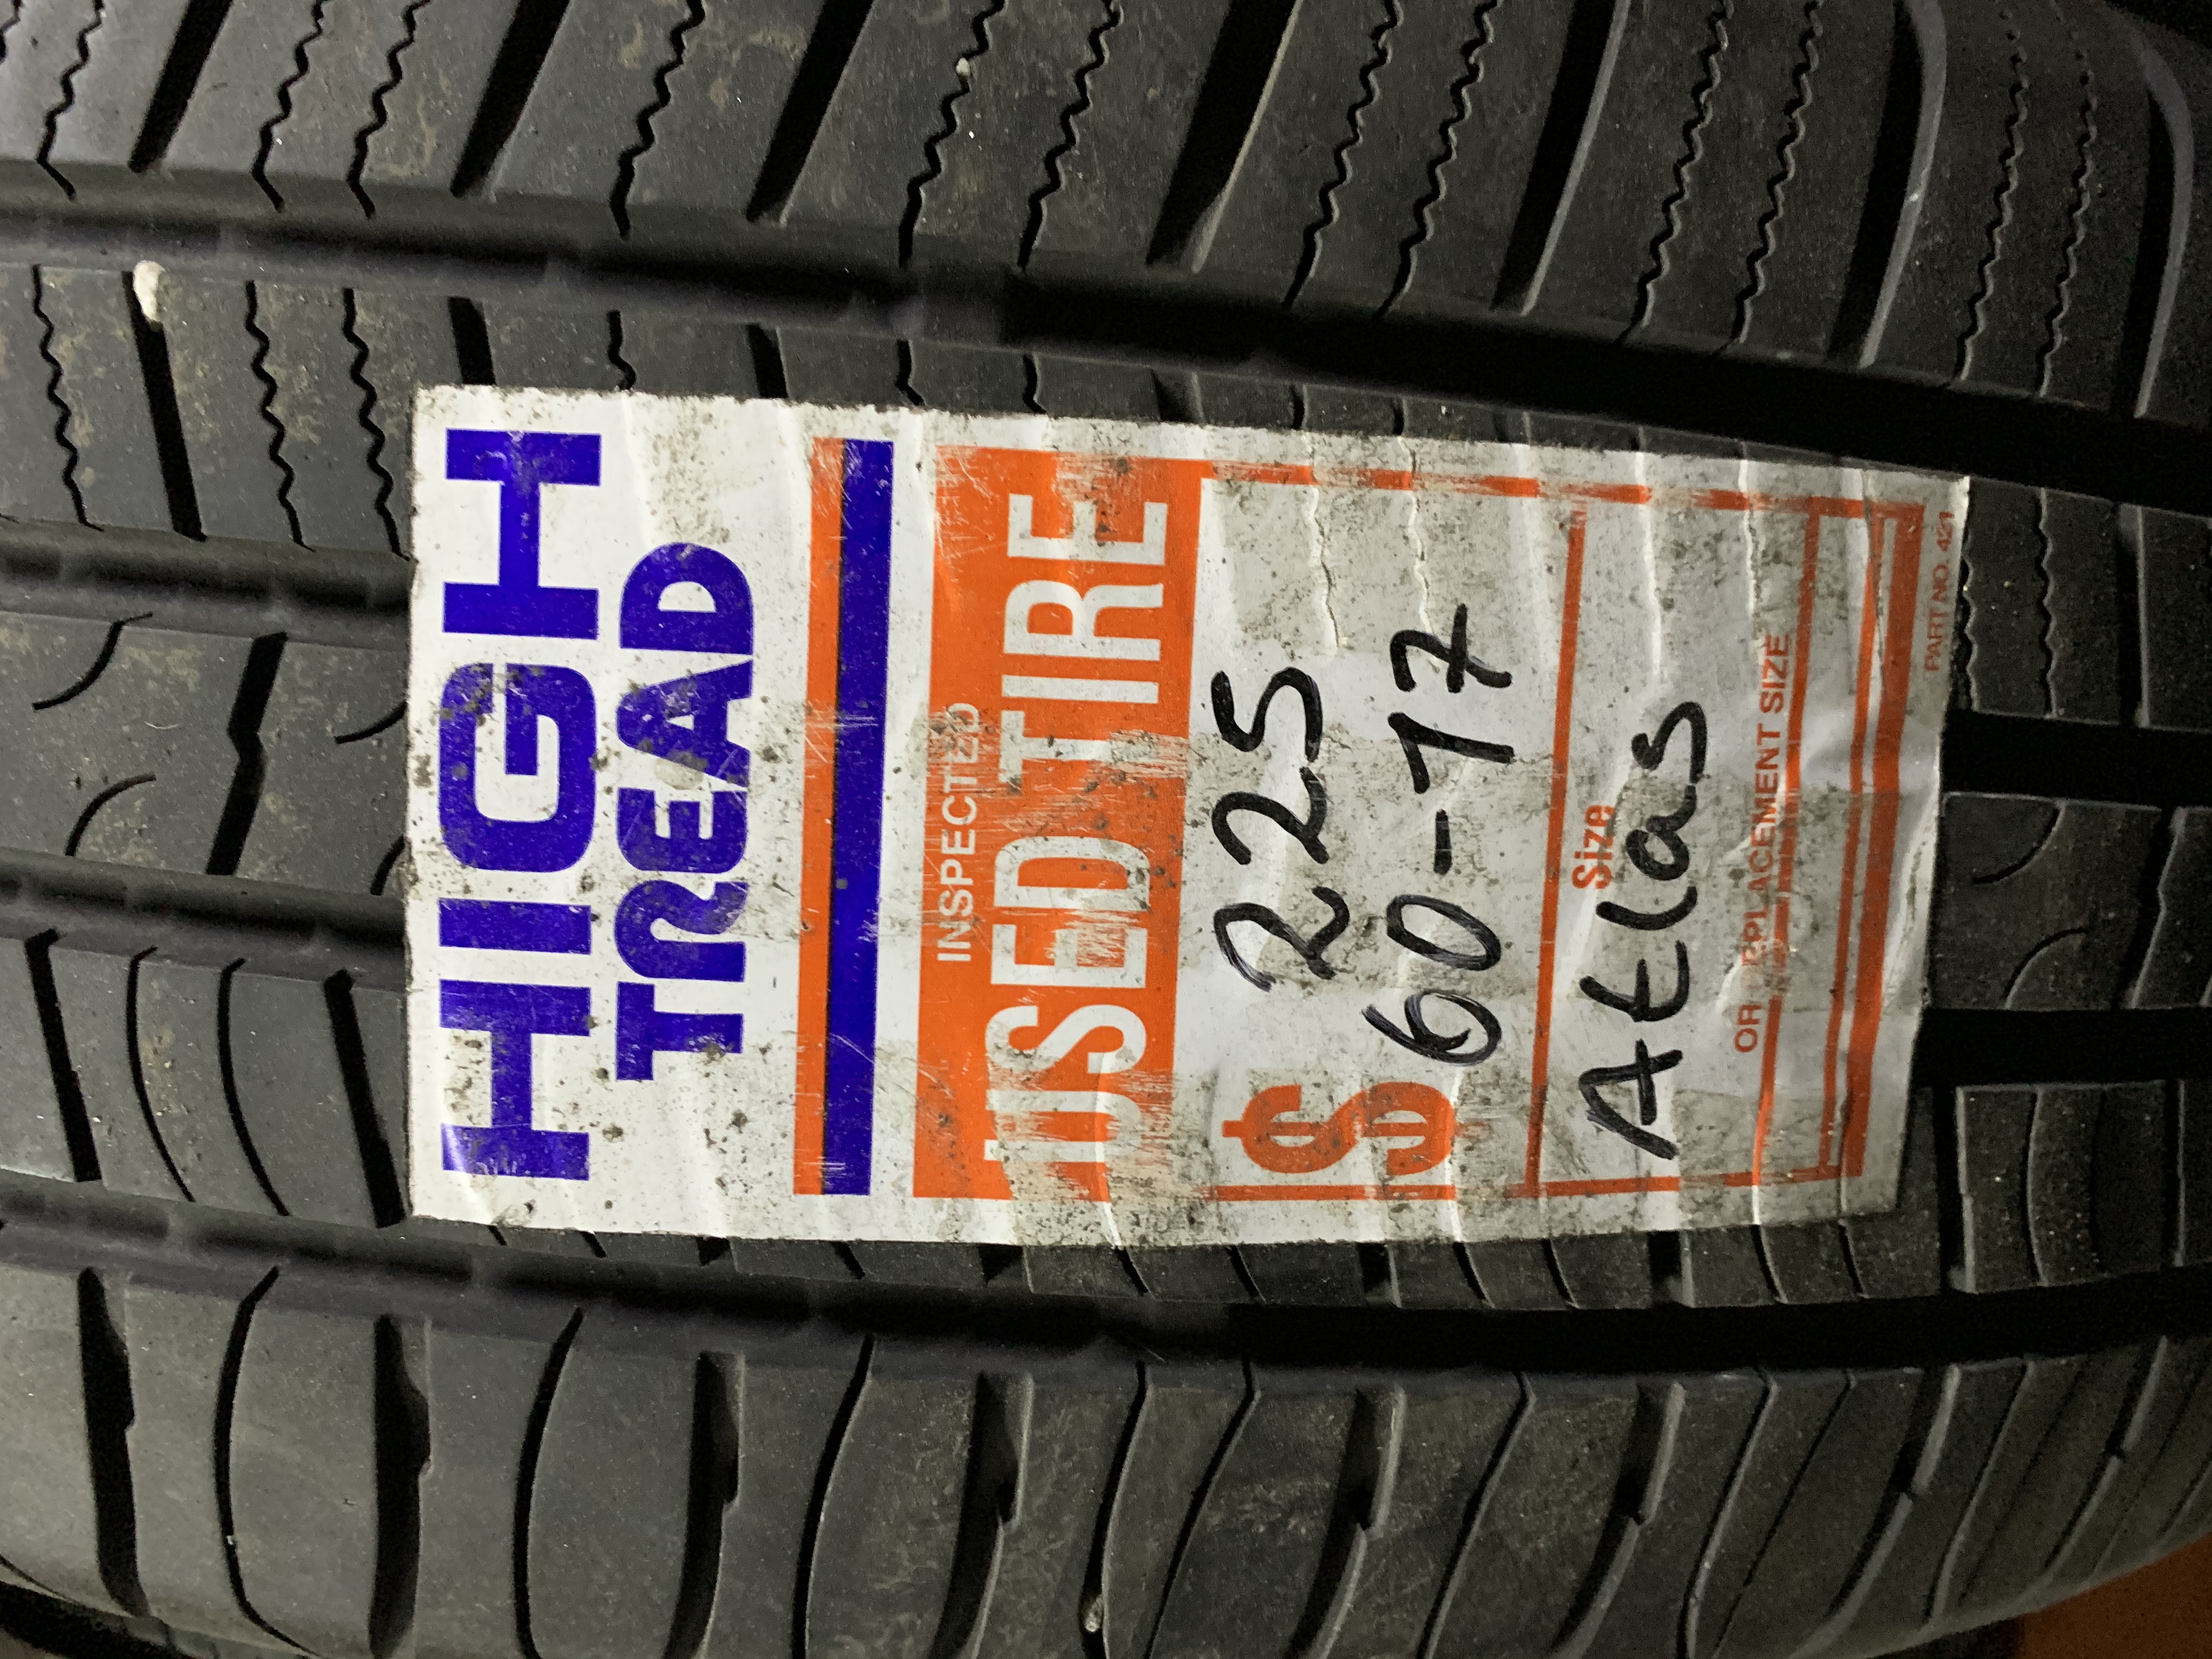 HIGH
TREAD
INSPECTED
USED TIRE
$ 225
60-17
Size
Atlas
OR REPLACEMENT SIZE
PART NO. 421